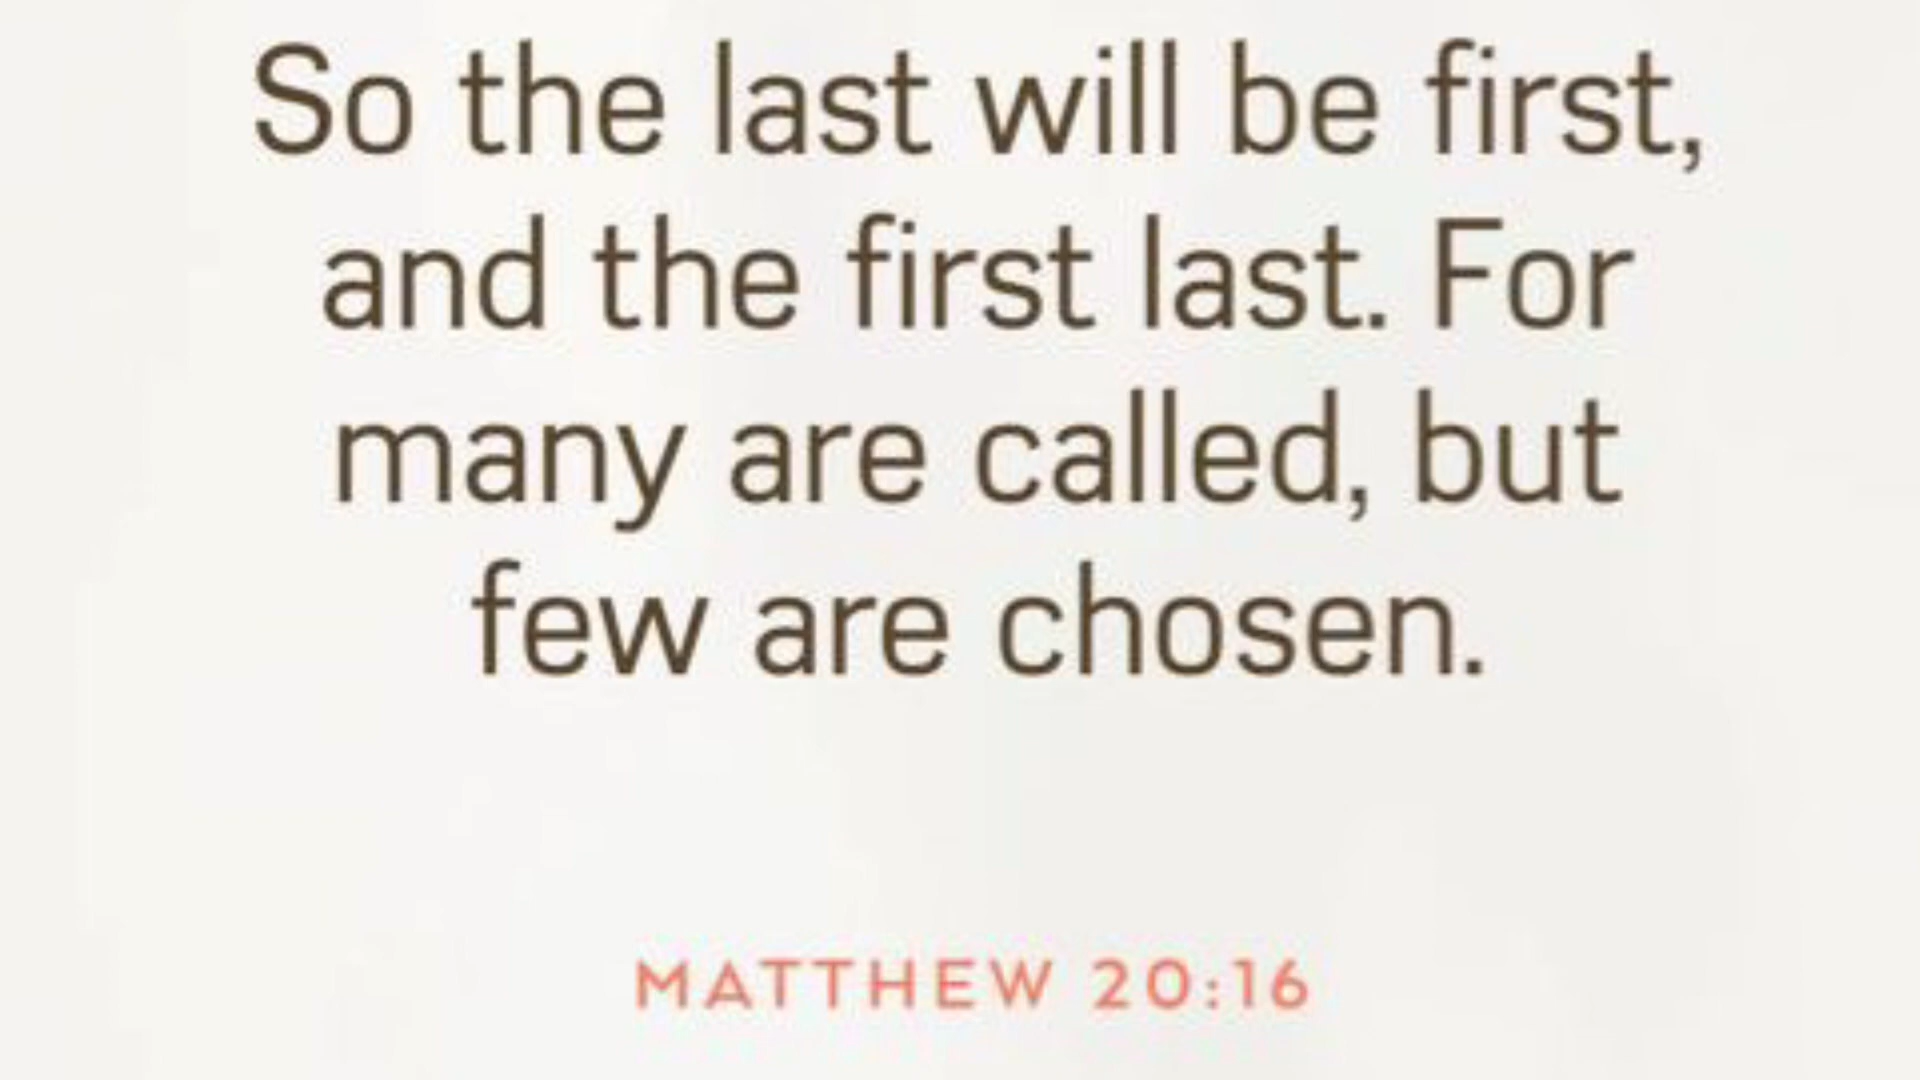 So the last will be first,
and the first last. For
many are called, but
few are chosen.
MATTHEW 20:16